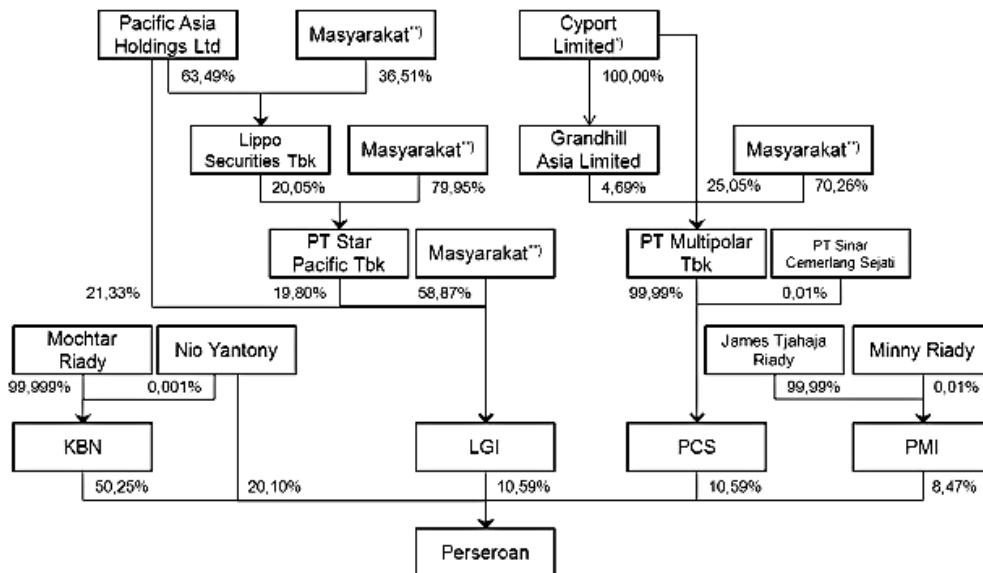 Pacific Asia
Holdings Ltd
Masyarakat**)
Cyport
Limited*)
63,49%
36,51%
100,00%
Lippo
Securities Tbk
Masyarakat**)
Grandhill
Asia Limited
Masyarakat**)
20,05%
79,95%
4,69%
25,05%
70,26%
PT Star
Pacific Tbk
Masyarakat**)
PT Multipolar
Tbk
PT Sinar
Cemerlang Sejati
21,33%
19,80%
58,87%
99,99%
0,01%
Mochtar
Riady
Nio Yantony
James Tjahaja
Riady
Minny Riady
99,999%
0,001%
99,99%
0,01%
KBN
LGI
PCS
PMI
50,25%
20,10%
10,59%
10,59%
8,47%
Perseroan